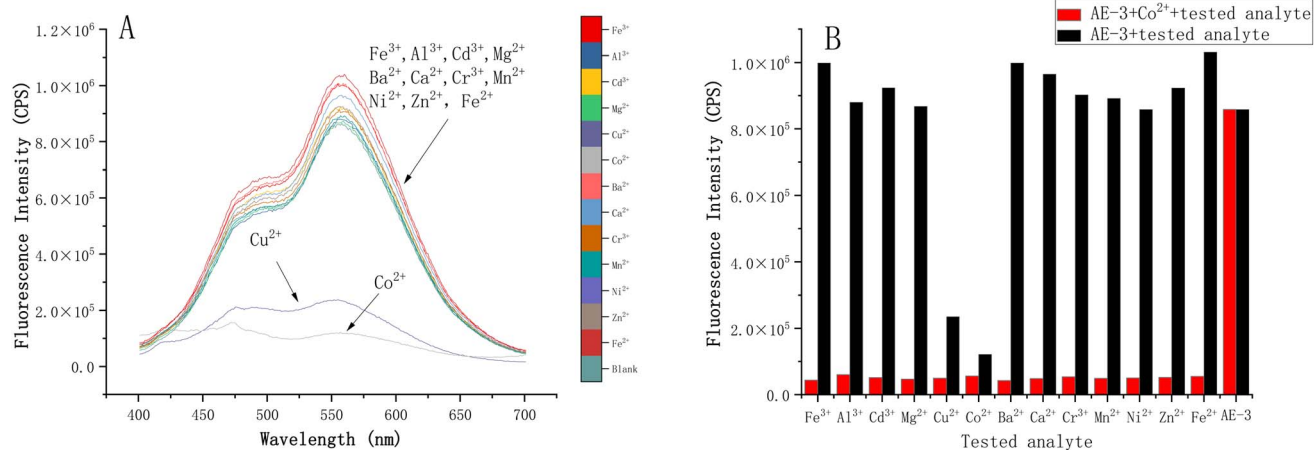 A
1.2×10⁶
1.0×10⁶
8.0×10⁵
6.0×10⁵
4.0×10⁵
2.0×10⁵
0.0
Fluorescence Intensity (CPS)
400 450 500 550 600 650 700
Wavelength (nm)
Fe³⁺, Al³⁺, Cd³⁺, Mg²⁺
Ba²⁺, Ca²⁺, Cr³⁺, Mn²⁺
Ni²⁺, Zn²⁺, Fe²⁺
Cu²⁺
Co²⁺
Fe³⁺
Al³⁺
Cd³⁺
Mg²⁺
Cu²⁺
Co²⁺
Ba²⁺
Ca²⁺
Cr³⁺
Mn²⁺
Ni²⁺
Zn²⁺
Fe²⁺
Blank
B
AE-3+Co²⁺+tested analyte
AE-3+tested analyte
1.0×10⁶
8.0×10⁵
6.0×10⁵
4.0×10⁵
2.0×10⁵
0.0
Fluorescence Intensity (CPS)
Fe³⁺ Al³⁺ Cd³⁺ Mg²⁺ Cu²⁺ Co²⁺ Ba²⁺ Ca²⁺ Cr³⁺ Mn²⁺ Ni²⁺ Zn²⁺ Fe²⁺ AE-3
Tested analyte